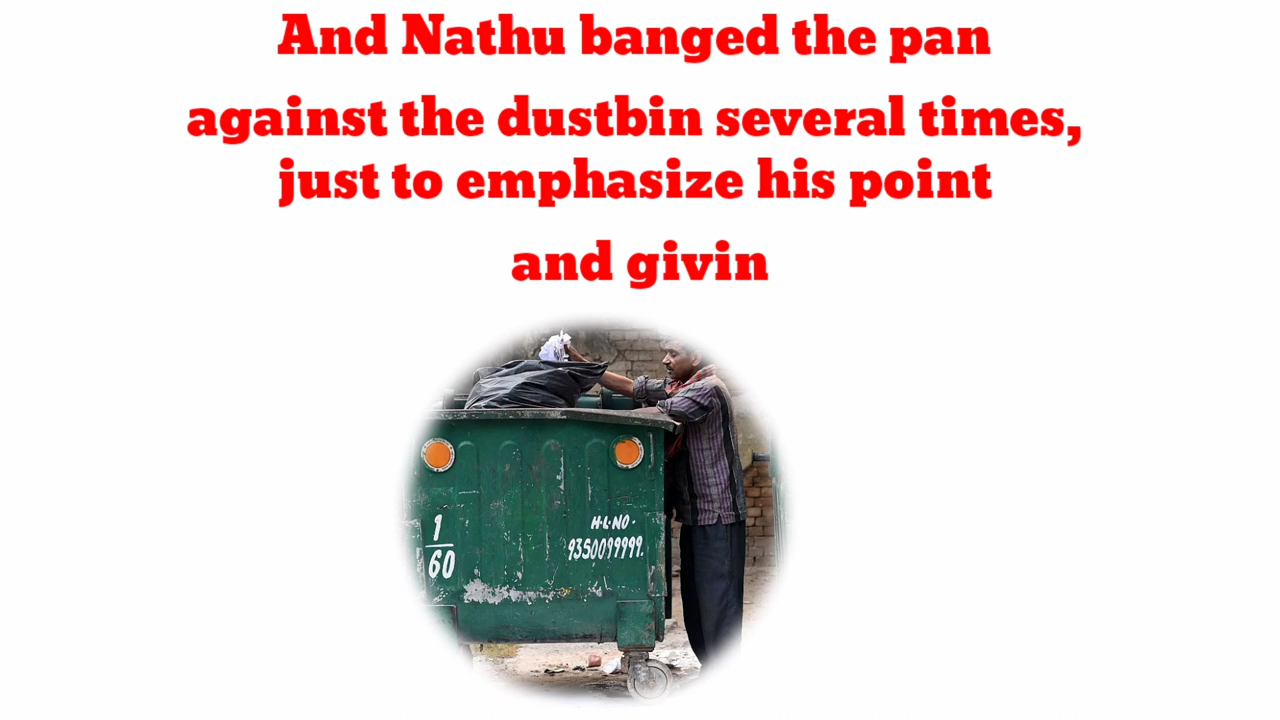 And Nathu banged the pan
against the dustbin several times,
just to emphasize his point
and givin
1
60
H.L.NO.
9350099999.